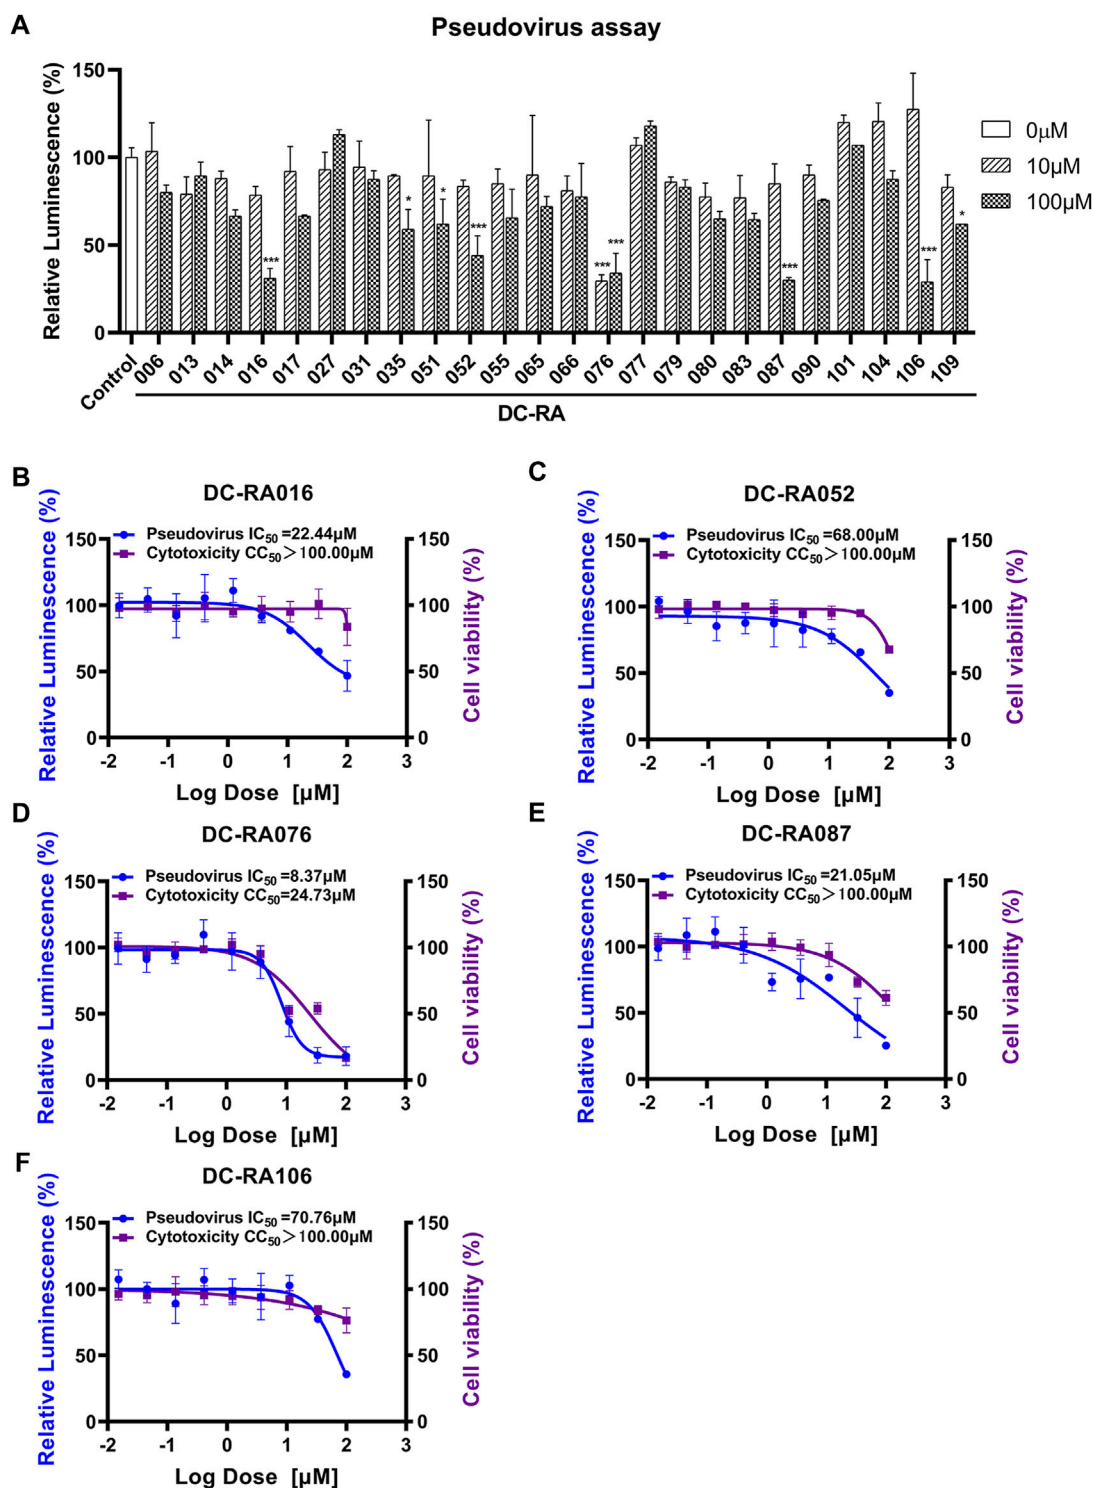 A
Pseudovirus assay
Relative Luminescence (%)
150
100
50
0
0μM
10μM
100μM
*** * * *** *** *** *** *** *
Control 006 013 014 016 017 027 031 035 051 052 055 065 066 076 077 079 080 083 087 090 101 104 106 109
DC-RA
B
DC-RA016
Pseudovirus IC50 =22.44μM
Cytotoxicity CC50＞100.00μM
Relative Luminescence (%)
150
100
50
0
Cell viability (%)
150
100
50
0
-2 -1 0 1 2 3
Log Dose [μM]
C
DC-RA052
Pseudovirus IC50 =68.00μM
Cytotoxicity CC50＞100.00μM
Relative Luminescence (%)
150
100
50
0
Cell viability (%)
150
100
50
0
-2 -1 0 1 2 3
Log Dose [μM]
D
DC-RA076
Pseudovirus IC50 =8.37μM
Cytotoxicity CC50=24.73μM
Relative Luminescence (%)
150
100
50
0
Cell viability (%)
150
100
50
0
-2 -1 0 1 2 3
Log Dose [μM]
E
DC-RA087
Pseudovirus IC50 =21.05μM
Cytotoxicity CC50＞100.00μM
Relative Luminescence (%)
150
100
50
0
Cell viability (%)
150
100
50
0
-2 -1 0 1 2 3
Log Dose [μM]
F
DC-RA106
Pseudovirus IC50 =70.76μM
Cytotoxicity CC50＞100.00μM
Relative Luminescence (%)
150
100
50
0
Cell viability (%)
150
100
50
0
-2 -1 0 1 2 3
Log Dose [μM]